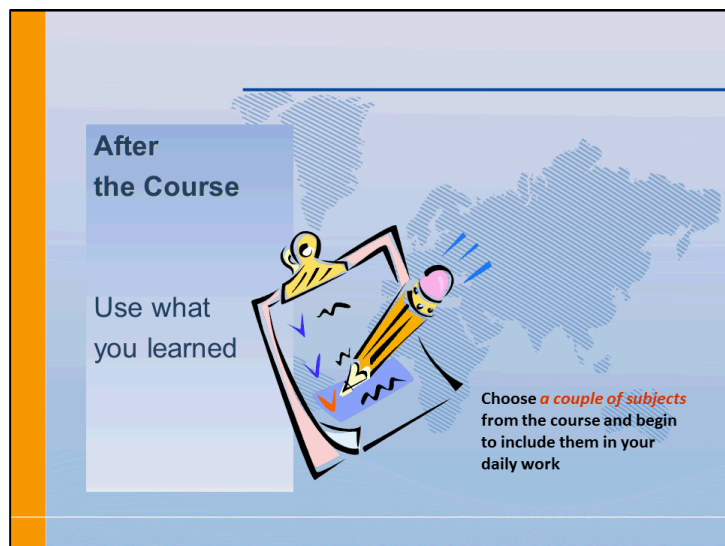 After
the Course
Use what
you learned
Choose a couple of subjects
from the course and begin
to include them in your
daily work